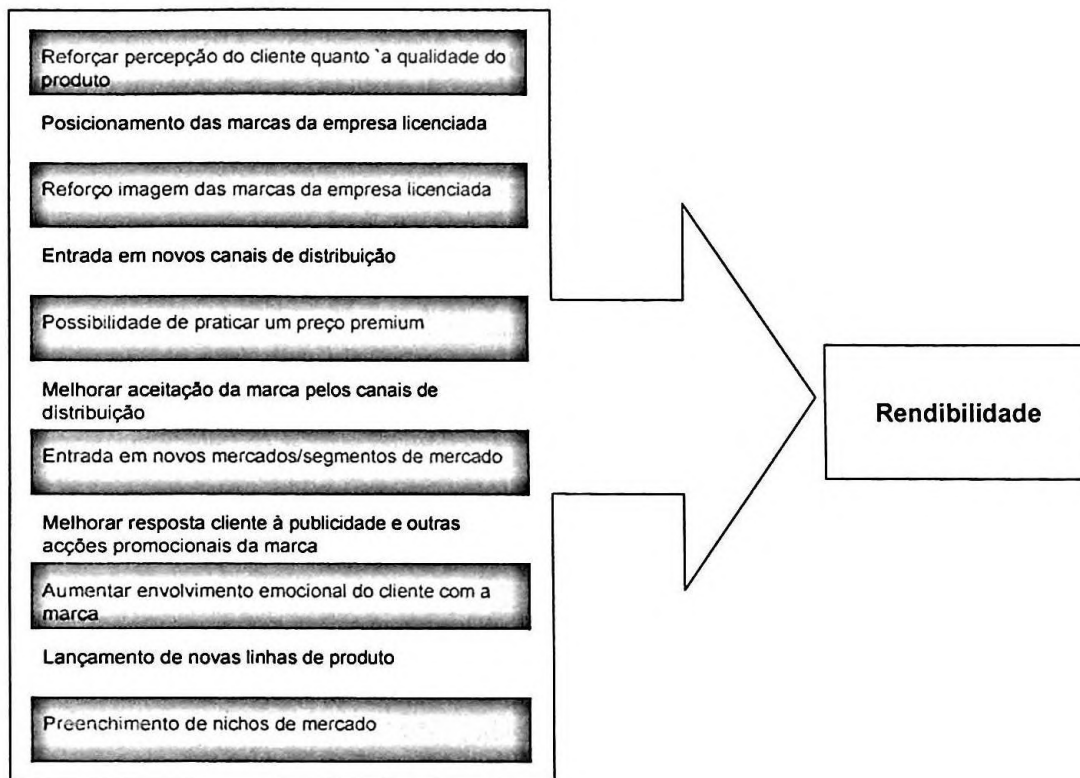 Reforçar percepção do cliente quanto `a qualidade do
produto
Posicionamento das marcas da empresa licenciada
Reforço imagem das marcas da empresa licenciada
Entrada em novos canais de distribuição
Possibilidade de praticar um preço premium
Melhorar aceitação da marca pelos canais de
distribuição
Entrada em novos mercados/segmentos de mercado
Melhorar resposta cliente à publicidade e outras
acções promocionais da marca
Aumentar envolvimento emocional do cliente com a
marca
Lançamento de novas linhas de produto
Preenchimento de nichos de mercado
Rendibilidade